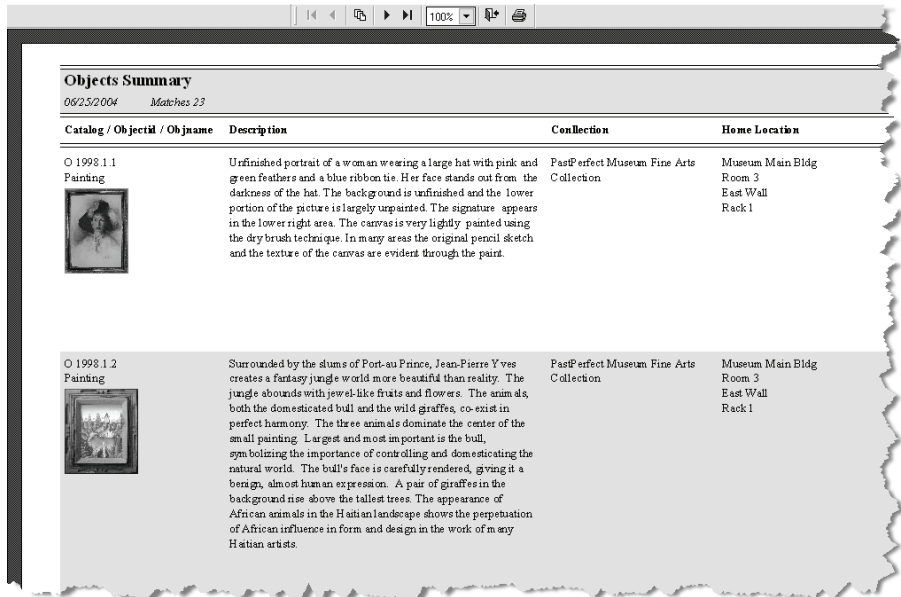 100%
Objects Summary
06/25/2004 Matches 23
Catalog / Objectid / Objname Description Conllection Home Location
O 1998.1.1
Painting
Unfinished portrait of a woman wearing a large hat with pink and
green feathers and a blue ribbon tie. Her face stands out from the
darkness of the hat. The background is unfinished and the lower
portion of the picture is largely unpainted. The signature appears
in the lower right area. The canvas is very lightly painted using
the dry brush technique. In many areas the original pencil sketch
and the texture of the canvas are evident through the paint.
PastPerfect Museum Fine Arts
Collection
Museum Main Bldg
Room 3
East Wall
Rack 1
O 1998.1.2
Painting
Surrounded by the slums of Port-au Prince, Jean-Pierre Yves
creates a fantasy jungle world more beautiful than reality. The
jungle abounds with jewel-like fruits and flowers. The animals,
both the domesticated bull and the wild giraffes, co-exist in
perfect harmony. The three animals dominate the center of the
small painting. Largest and most important is the bull,
symbolizing the importance of controlling and domesticating the
natural world. The bull's face is carefully rendered, giving it a
benign, almost human expression. A pair of giraffes in the
background rise above the tallest trees. The appearance of
African animals in the Haitian landscape shows the perpetuation
of African influence in form and design in the work of many
Haitian artists.
PastPerfect Museum Fine Arts
Collection
Museum Main Bldg
Room 3
East Wall
Rack 1